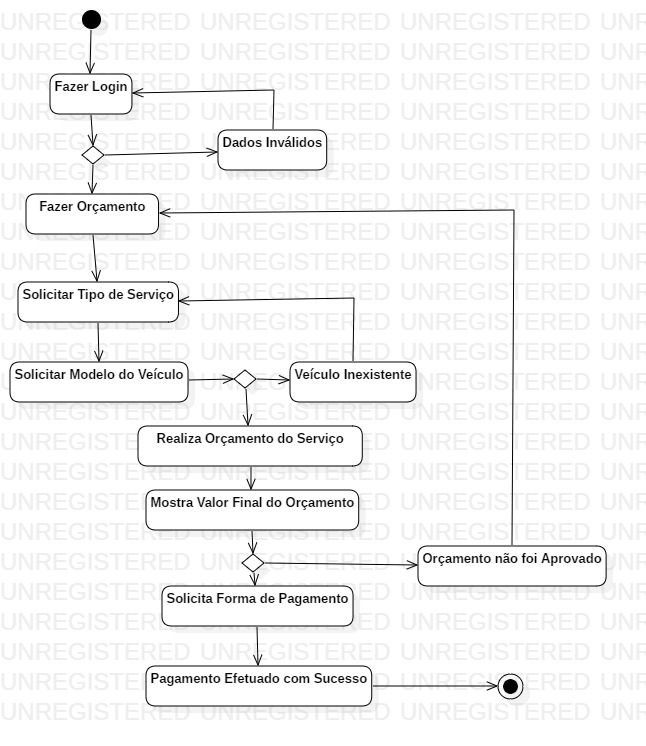 Fazer Login
Dados Inválidos
Fazer Orçamento
Solicitar Tipo de Serviço
Solicitar Modelo do Veículo
Veículo Inexistente
Realiza Orçamento do Serviço
Mostra Valor Final do Orçamento
Orçamento não foi Aprovado
Solicita Forma de Pagamento
Pagamento Efetuado com Sucesso
UNREGISTERED